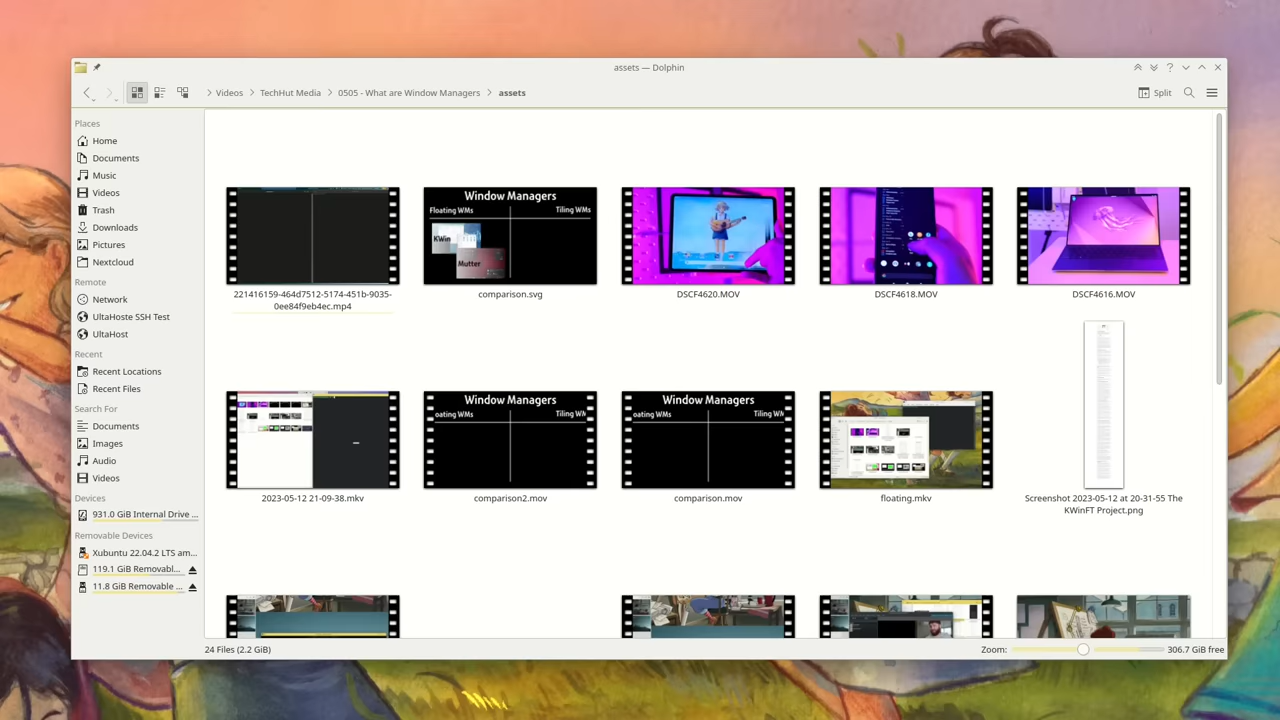 assets — Dolphin
Videos
TechHut Media
0505 - What are Window Managers
assets
Split
Places
Home
Documents
Music
Videos
Trash
Downloads
Pictures
Nextcloud
Remote
Network
UltaHoste SSH Test
UltaHost
Recent
Recent Locations
Recent Files
Search For
Documents
Images
Audio
Videos
Devices
931.0 GiB Internal Drive ...
Removable Devices
Xubuntu 22.04.2 LTS am...
119.1 GiB Removabl...
11.8 GiB Removable ...
Window Managers
Floating WMs
Tiling WMs
KWin
Mutter
221416159-464d7512-5174-451b-9035-
0ee84f9eb4ec.mp4
comparison.svg
DSCF4620.MOV
DSCF4618.MOV
DSCF4616.MOV
Window Managers
oating WMs
Tiling WM
Window Managers
oating WMs
Tiling WM
2023-05-12 21-09-38.mkv
comparison2.mov
comparison.mov
floating.mkv
Screenshot 2023-05-12 at 20-31-55 The
KWinFT Project.png
24 Files (2.2 GiB)
Zoom:
306.7 GiB free